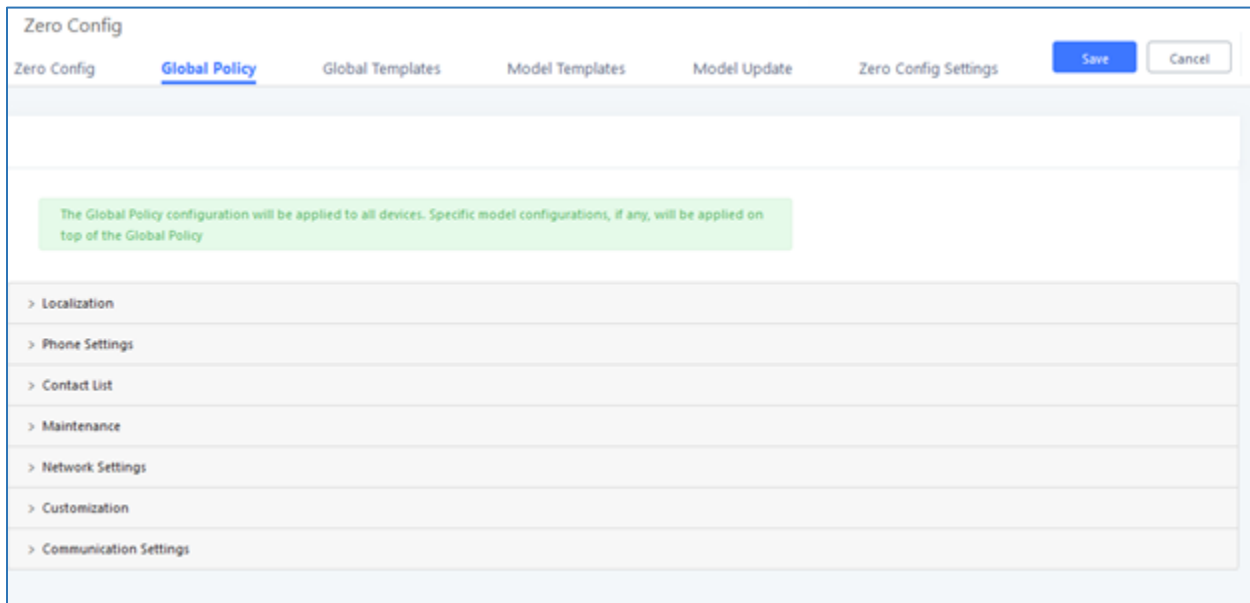 Zero Config
Zero Config Global Policy Global Templates Model Templates Model Update Zero Config Settings Save Cancel
The Global Policy configuration will be applied to all devices. Specific model configurations, if any, will be applied on
top of the Global Policy
> Localization
> Phone Settings
> Contact List
> Maintenance
> Network Settings
> Customization
> Communication Settings